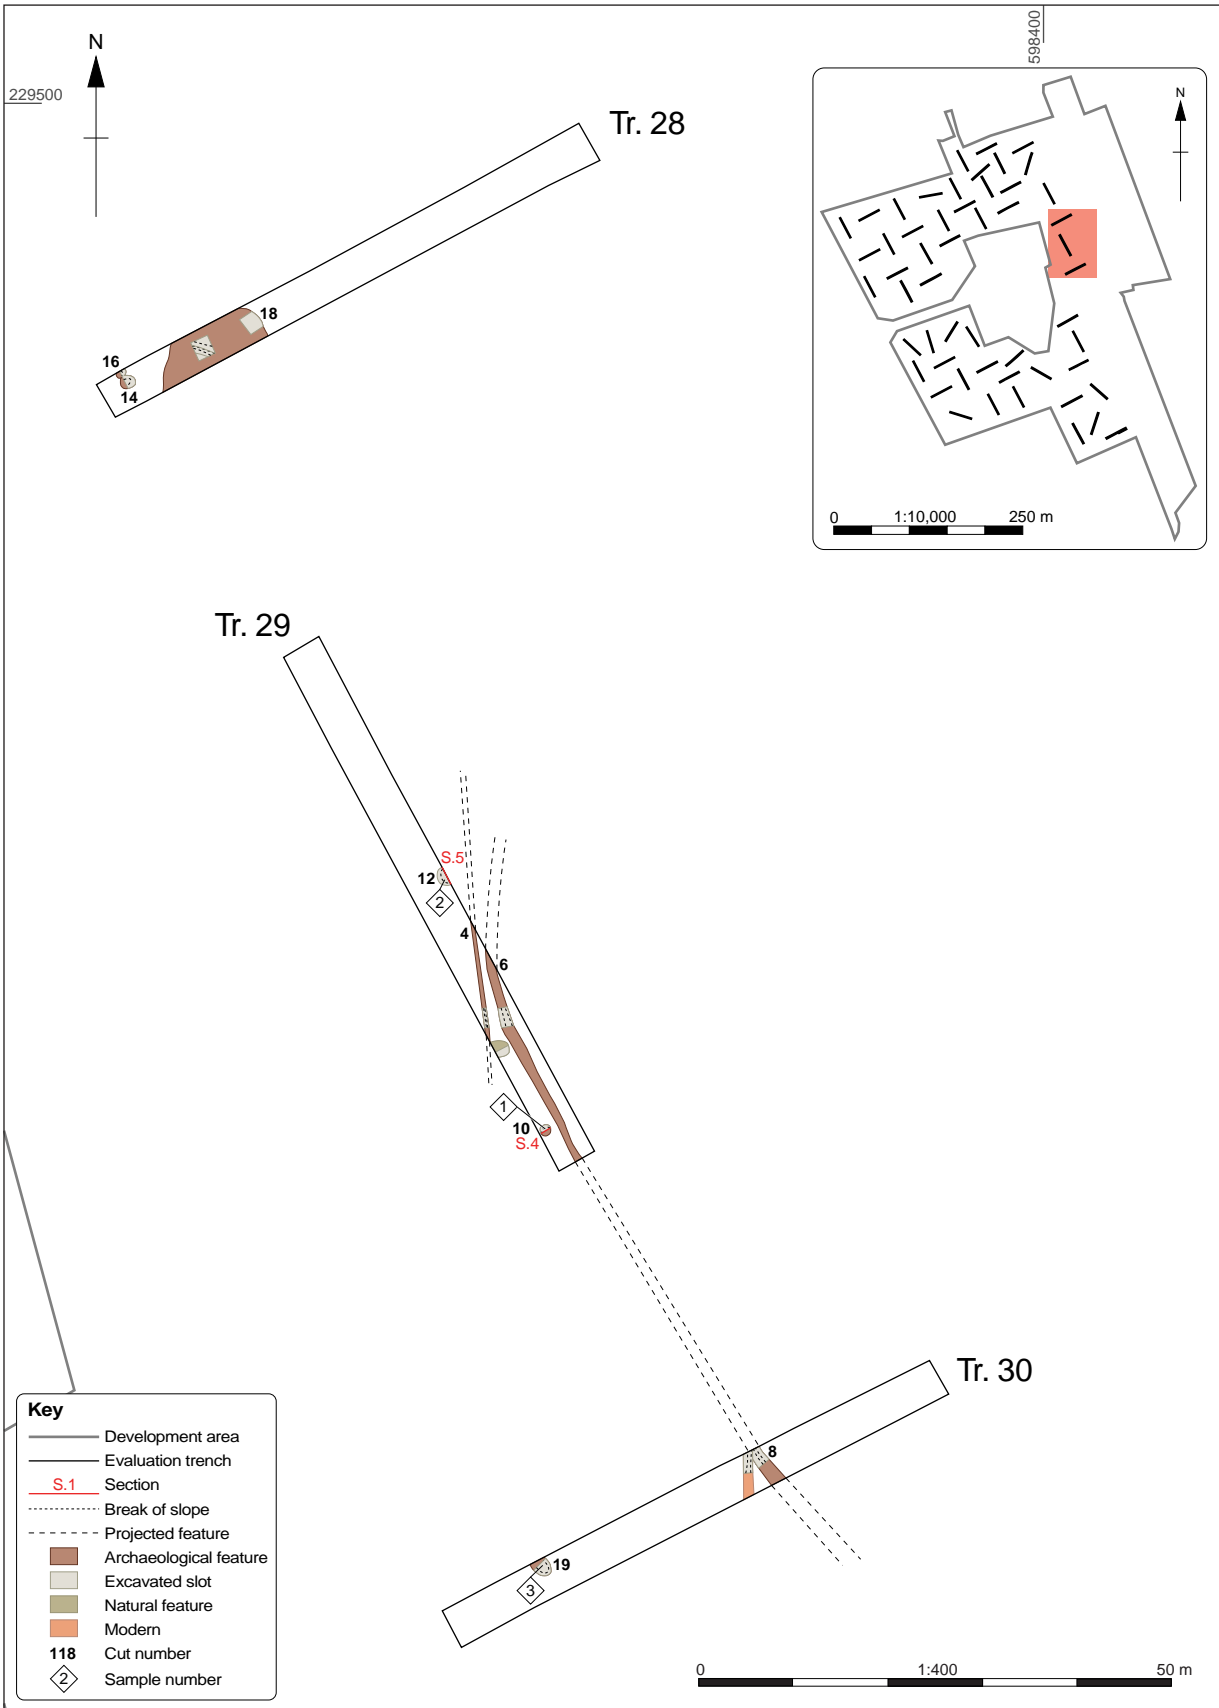 598400
N
229500
Tr. 28
N
18
16
14
0 1:10,000 250 m
Tr. 29
S.5
12
2
4
6
1
10
S.4
Tr. 30
8
19
3
Key
Development area
Evaluation trench
S.1 Section
Break of slope
Projected feature
Archaeological feature
Excavated slot
Natural feature
Modern
118 Cut number
2 Sample number
0 1:400 50 m